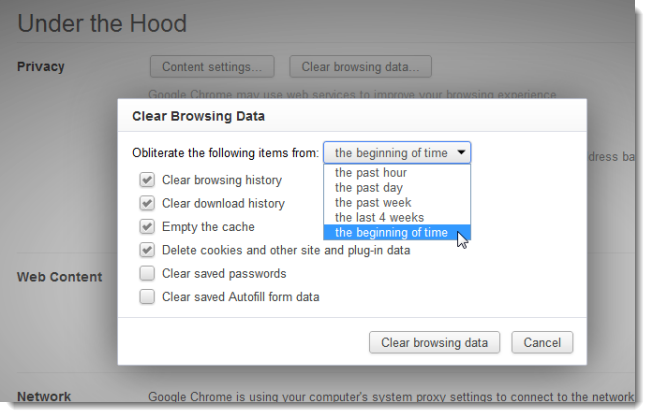 Under the Hood
Privacy
Content settings...
Clear browsing data...
Google Chrome may use web services to improve your browsing experience.
Clear Browsing Data
Obliterate the following items from: the beginning of time
the past hour
the past day
the past week
the last 4 weeks
the beginning of time
dress ba
Clear browsing history
Clear download history
Empty the cache
Delete cookies and other site and plug-in data
Clear saved passwords
Clear saved Autofill form data
Web Content
Clear browsing data
Cancel
Network
Google Chrome is using your computer's system proxy settings to connect to the network